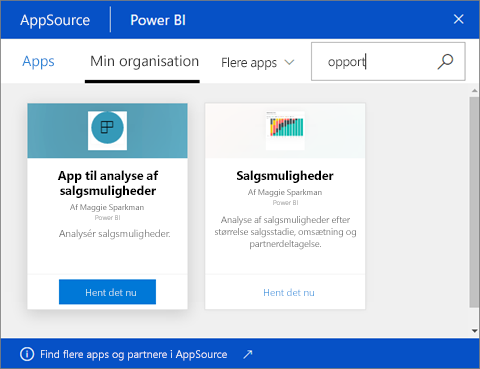 AppSource Power BI
Apps Min organisation Flere apps opport
App til analyse af
salgsmuligheder
Af Maggie Sparkman
Power BI
Analysér salgsmuligheder.
Hent det nu
Salgsmuligheder
Af Maggie Sparkman
Power BI
Analyse af salgsmuligheder efter
størrelse salgsstadie, omsætning og
partnerdeltagelse.
Hent det nu
Find flere apps og partnere i AppSource